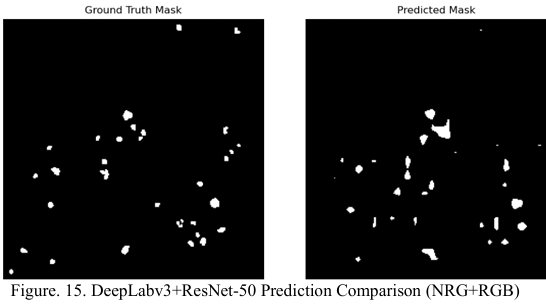 Ground Truth Mask
Predicted Mask
Figure. 15. DeepLabv3+ResNet-50 Prediction Comparison (NRG+RGB)